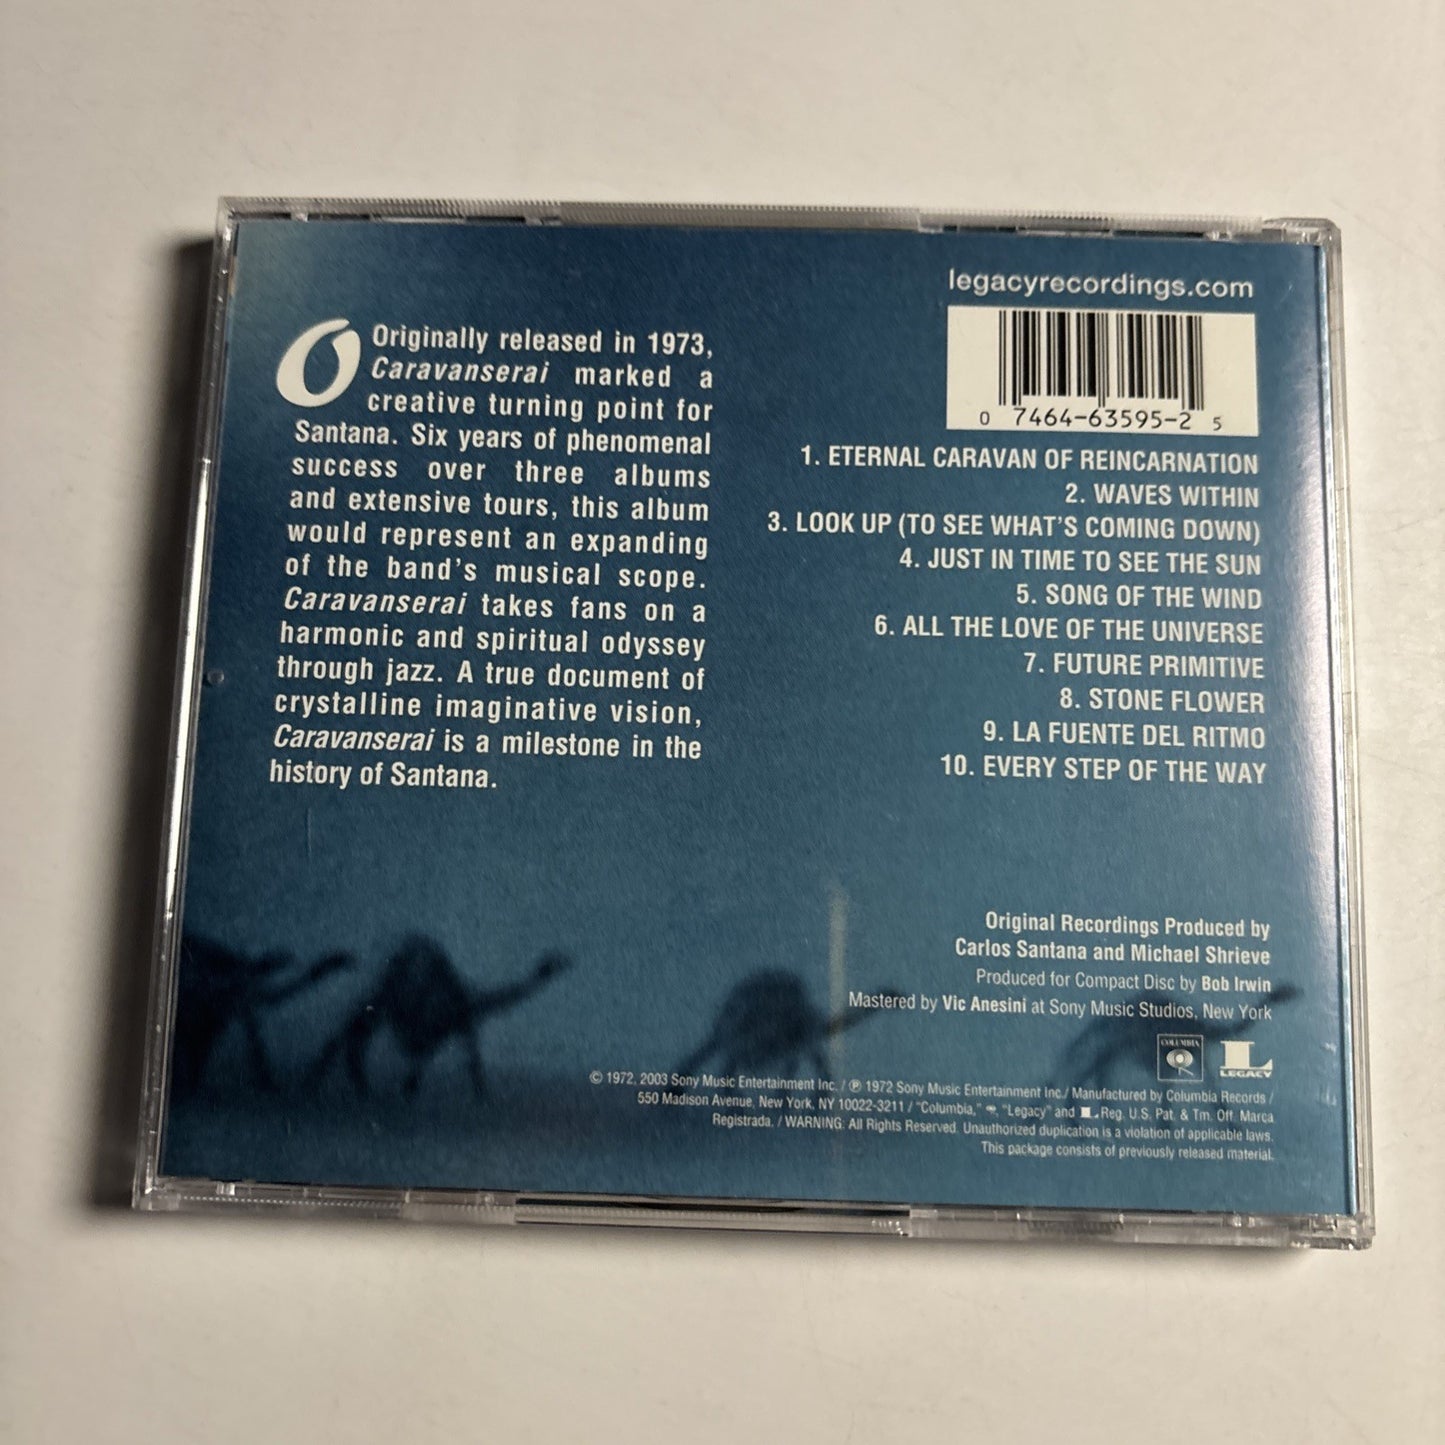 Originally released in 1973,
Caravanserai marked a
creative turning point for
Santana. Six years of phenomenal
success over three albums
and extensive tours, this album
would represent an expanding
of the band's musical scope.
Caravanserai takes fans on a
harmonic and spiritual odyssey
through jazz. A true document of
crystalline imaginative vision,
Caravanserai is a milestone in the
history of Santana.
legacyrecordings.com
0 7464-63595-2 5
1. ETERNAL CARAVAN OF REINCARNATION
2. WAVES WITHIN
3. LOOK UP (TO SEE WHAT'S COMING DOWN)
4. JUST IN TIME TO SEE THE SUN
5. SONG OF THE WIND
6. ALL THE LOVE OF THE UNIVERSE
7. FUTURE PRIMITIVE
8. STONE FLOWER
9. LA FUENTE DEL RITMO
10. EVERY STEP OF THE WAY
Original Recordings Produced by
Carlos Santana and Michael Shrieve
Produced for Compact Disc by Bob Irwin
Mastered by Vic Anesini at Sony Music Studios, New York
COLUMBIA
L LEGACY
© 1972, 2003 Sony Music Entertainment Inc. / ℗ 1972 Sony Music Entertainment Inc./ Manufactured by Columbia Records /
550 Madison Avenue, New York, NY 10022-3211 / "Columbia," "Legacy" and L Reg. U.S. Pat. & Tm. Off. Marca
Registrada. / WARNING: All Rights Reserved. Unauthorized duplication is a violation of applicable laws.
This package consists of previously released material.